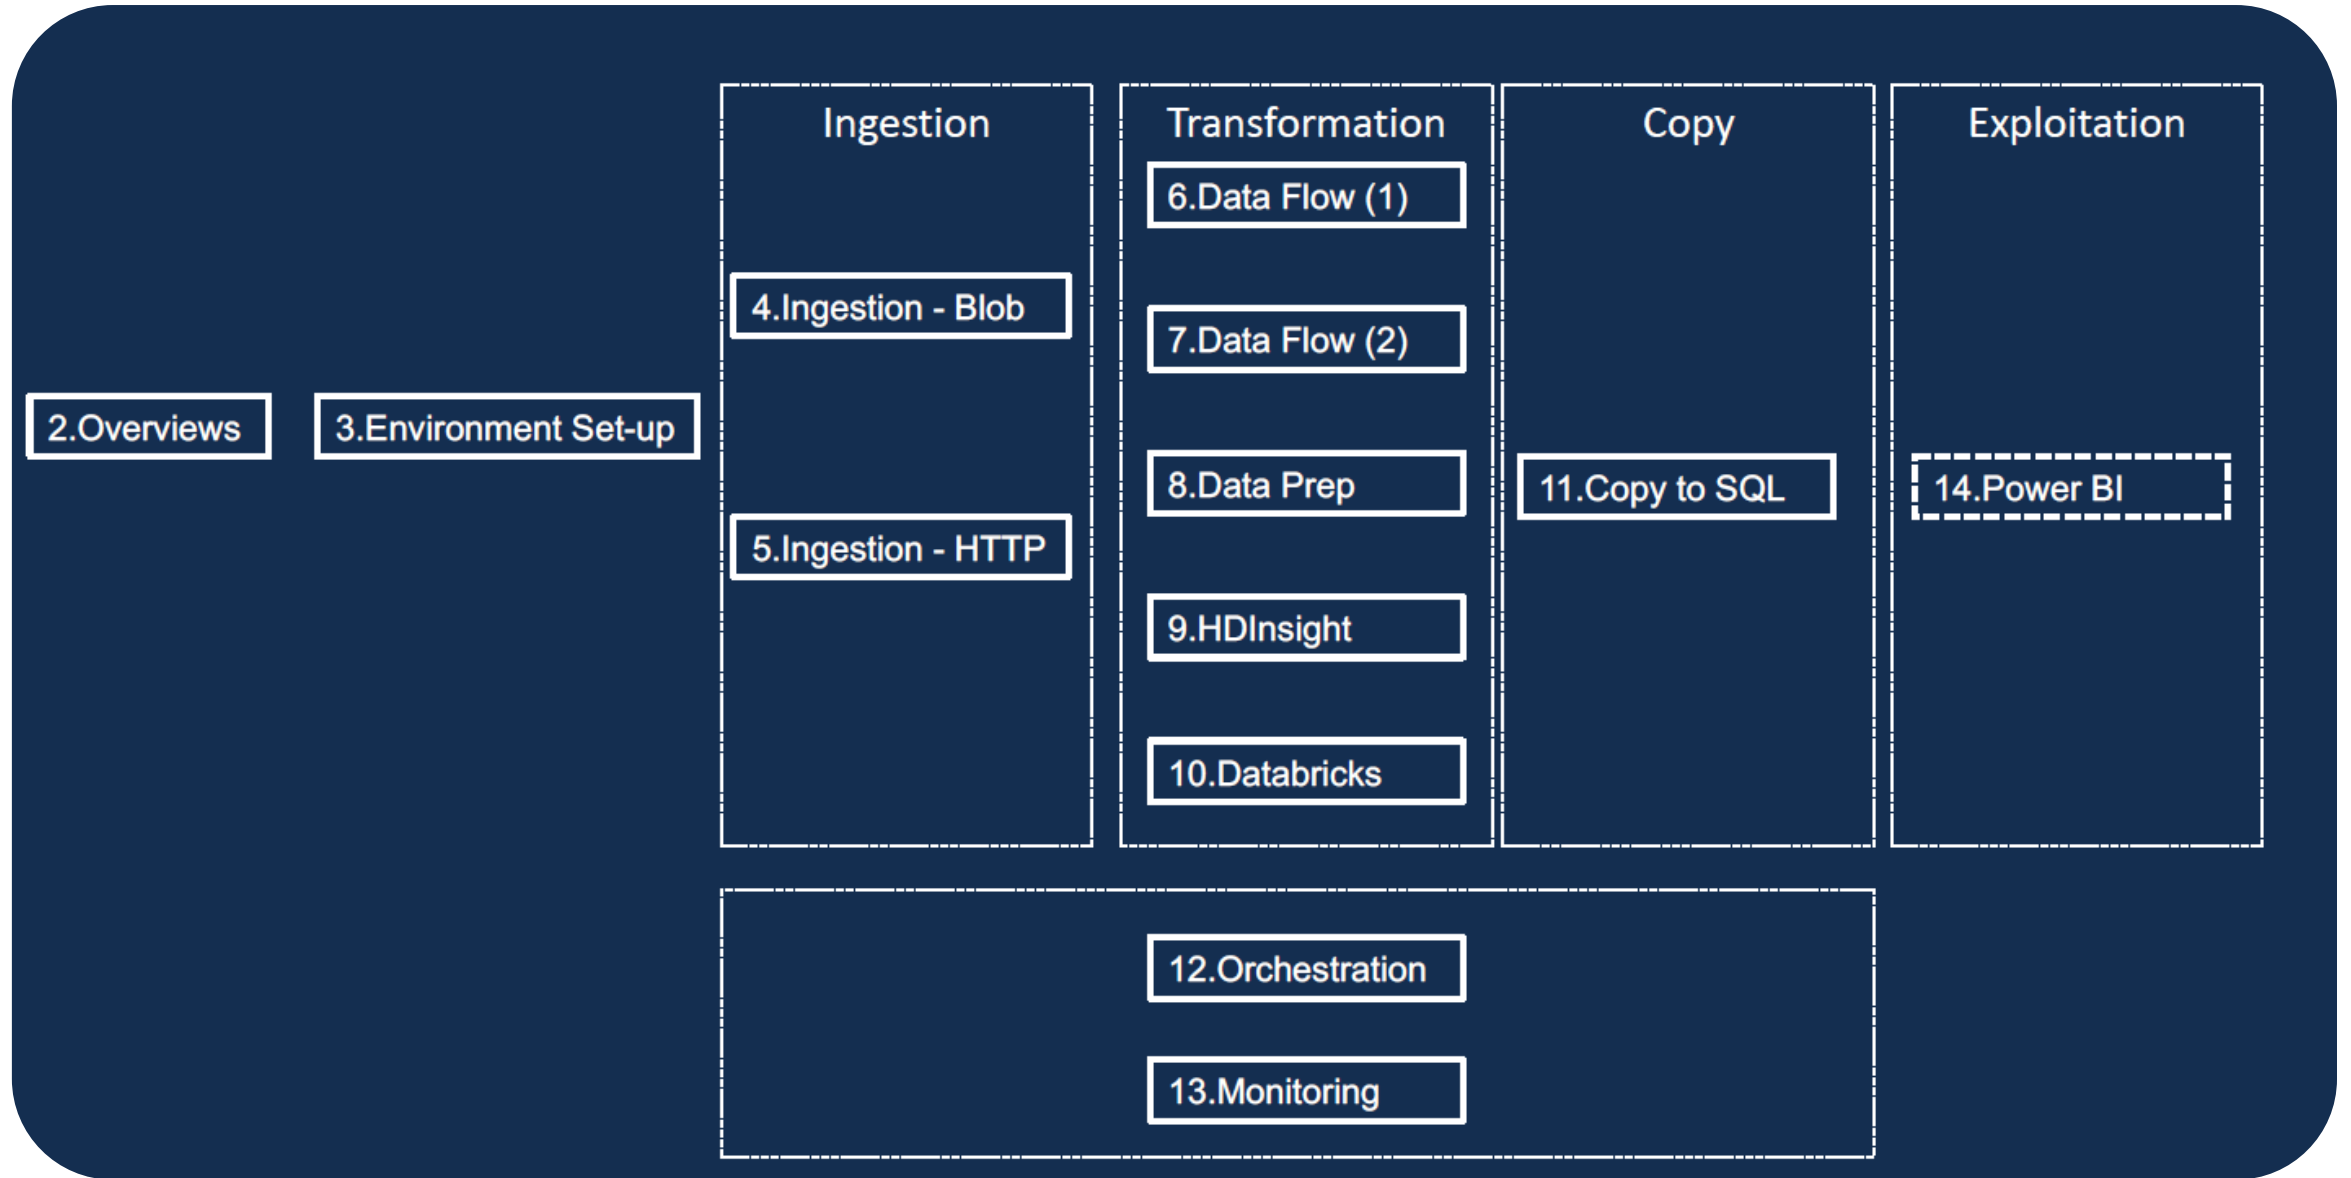 Ingestion
Transformation
Copy
Exploitation
2.Overviews
3.Environment Set-up
4.Ingestion - Blob
5.Ingestion - HTTP
6.Data Flow (1)
7.Data Flow (2)
8.Data Prep
9.HDInsight
10.Databricks
11.Copy to SQL
14.Power BI
12.Orchestration
13.Monitoring